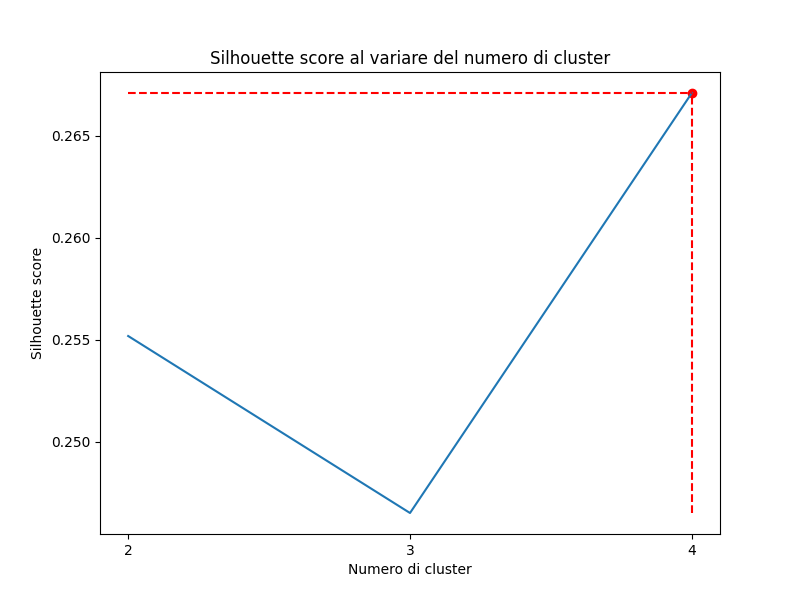 Silhouette score al variare del numero di cluster
0.265
0.260
0.255
0.250
Silhouette score
2
3
4
Numero di cluster